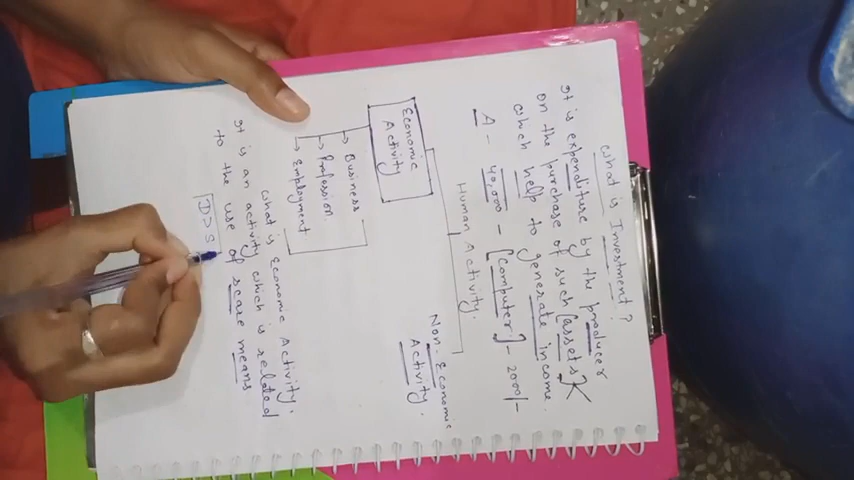 What is Investment?
It is expenditure by the producer
on the purchase of such [assets]
which help to generate income.
A - 40,000 - [Computer] - 2000/-
Human Activity.
Economic
Activity
Non-Economic
Activity.
→ Business
→ Profession
→ Employment
What is Economic Activity.
It is an activity which is related
to the use of scare means
D>S